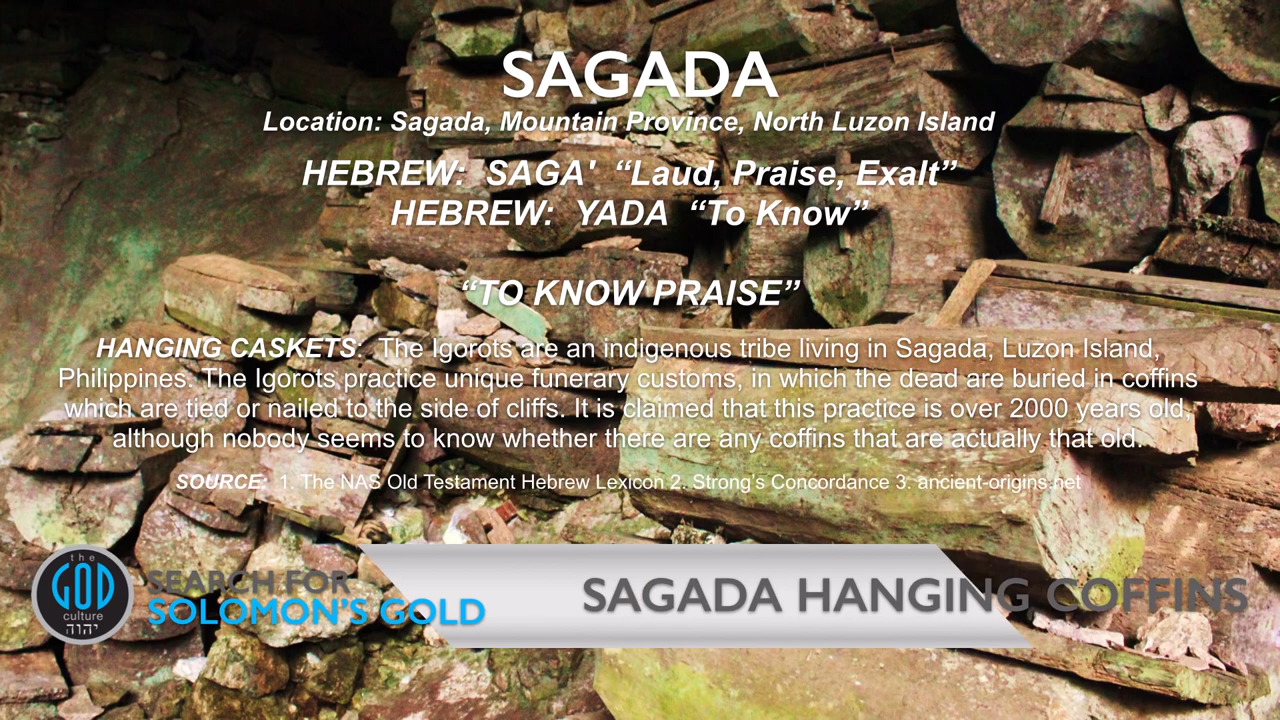 SAGADA
Location: Sagada, Mountain Province, North Luzon Island
HEBREW: SAGA' “Laud, Praise, Exalt”
HEBREW: YADA “To Know”
“TO KNOW PRAISE”
HANGING CASKETS: The Igorots are an indigenous tribe living in Sagada, Luzon Island,
Philippines. The Igorots practice unique funerary customs, in which the dead are buried in coffins
which are tied or nailed to the side of cliffs. It is claimed that this practice is over 2000 years old,
although nobody seems to know whether there are any coffins that are actually that old.
SOURCE: 1. The NAS Old Testament Hebrew Lexicon 2. Strong's Concordance 3. ancient-origins.net
the
GOD
culture
יהוה
SEARCH FOR
SOLOMON'S GOLD
SAGADA HANGING COFFINS